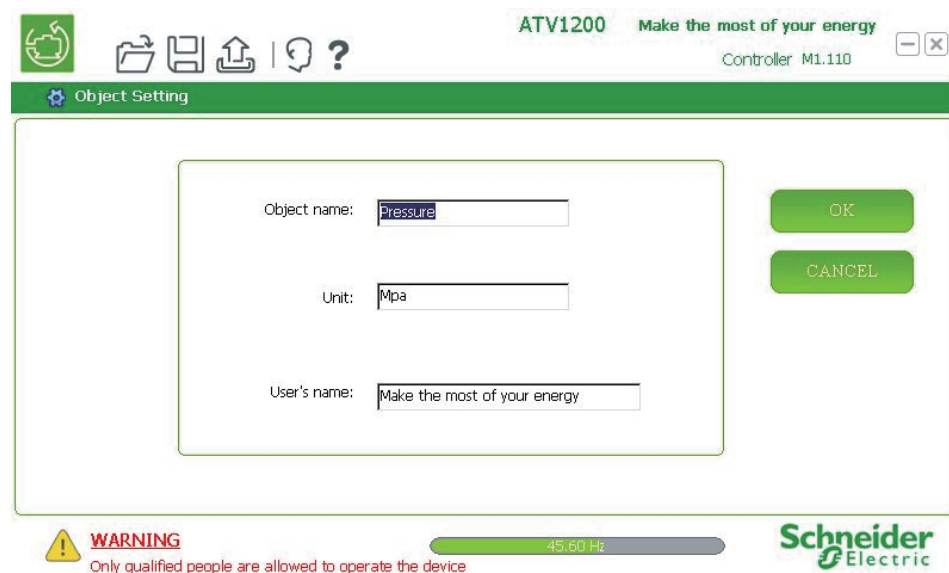 ATV1200 Make the most of your energy
Controller M1.110
?
Object Setting
Object name: Pressure
OK
Unit: Mpa
CANCEL
User's name: Make the most of your energy
WARNING
Only qualified people are allowed to operate the device
45.60 Hz
Schneider
Electric